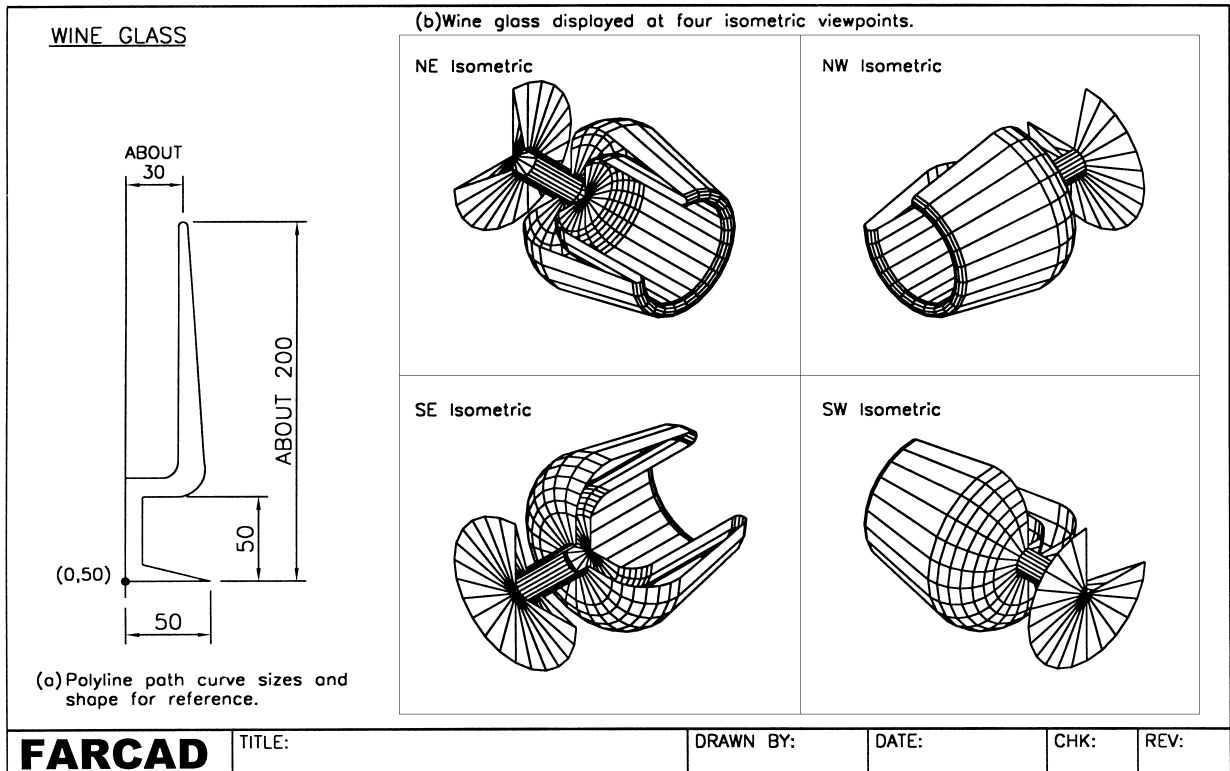 WINE GLASS
ABOUT
30
ABOUT 200
50
(0,50)
50
(a) Polyline path curve sizes and
shape for reference.
(b)Wine glass displayed at four isometric viewpoints.
NE Isometric
NW Isometric
SE Isometric
SW Isometric
FARCAD
TITLE:
DRAWN BY:
DATE:
CHK:
REV: